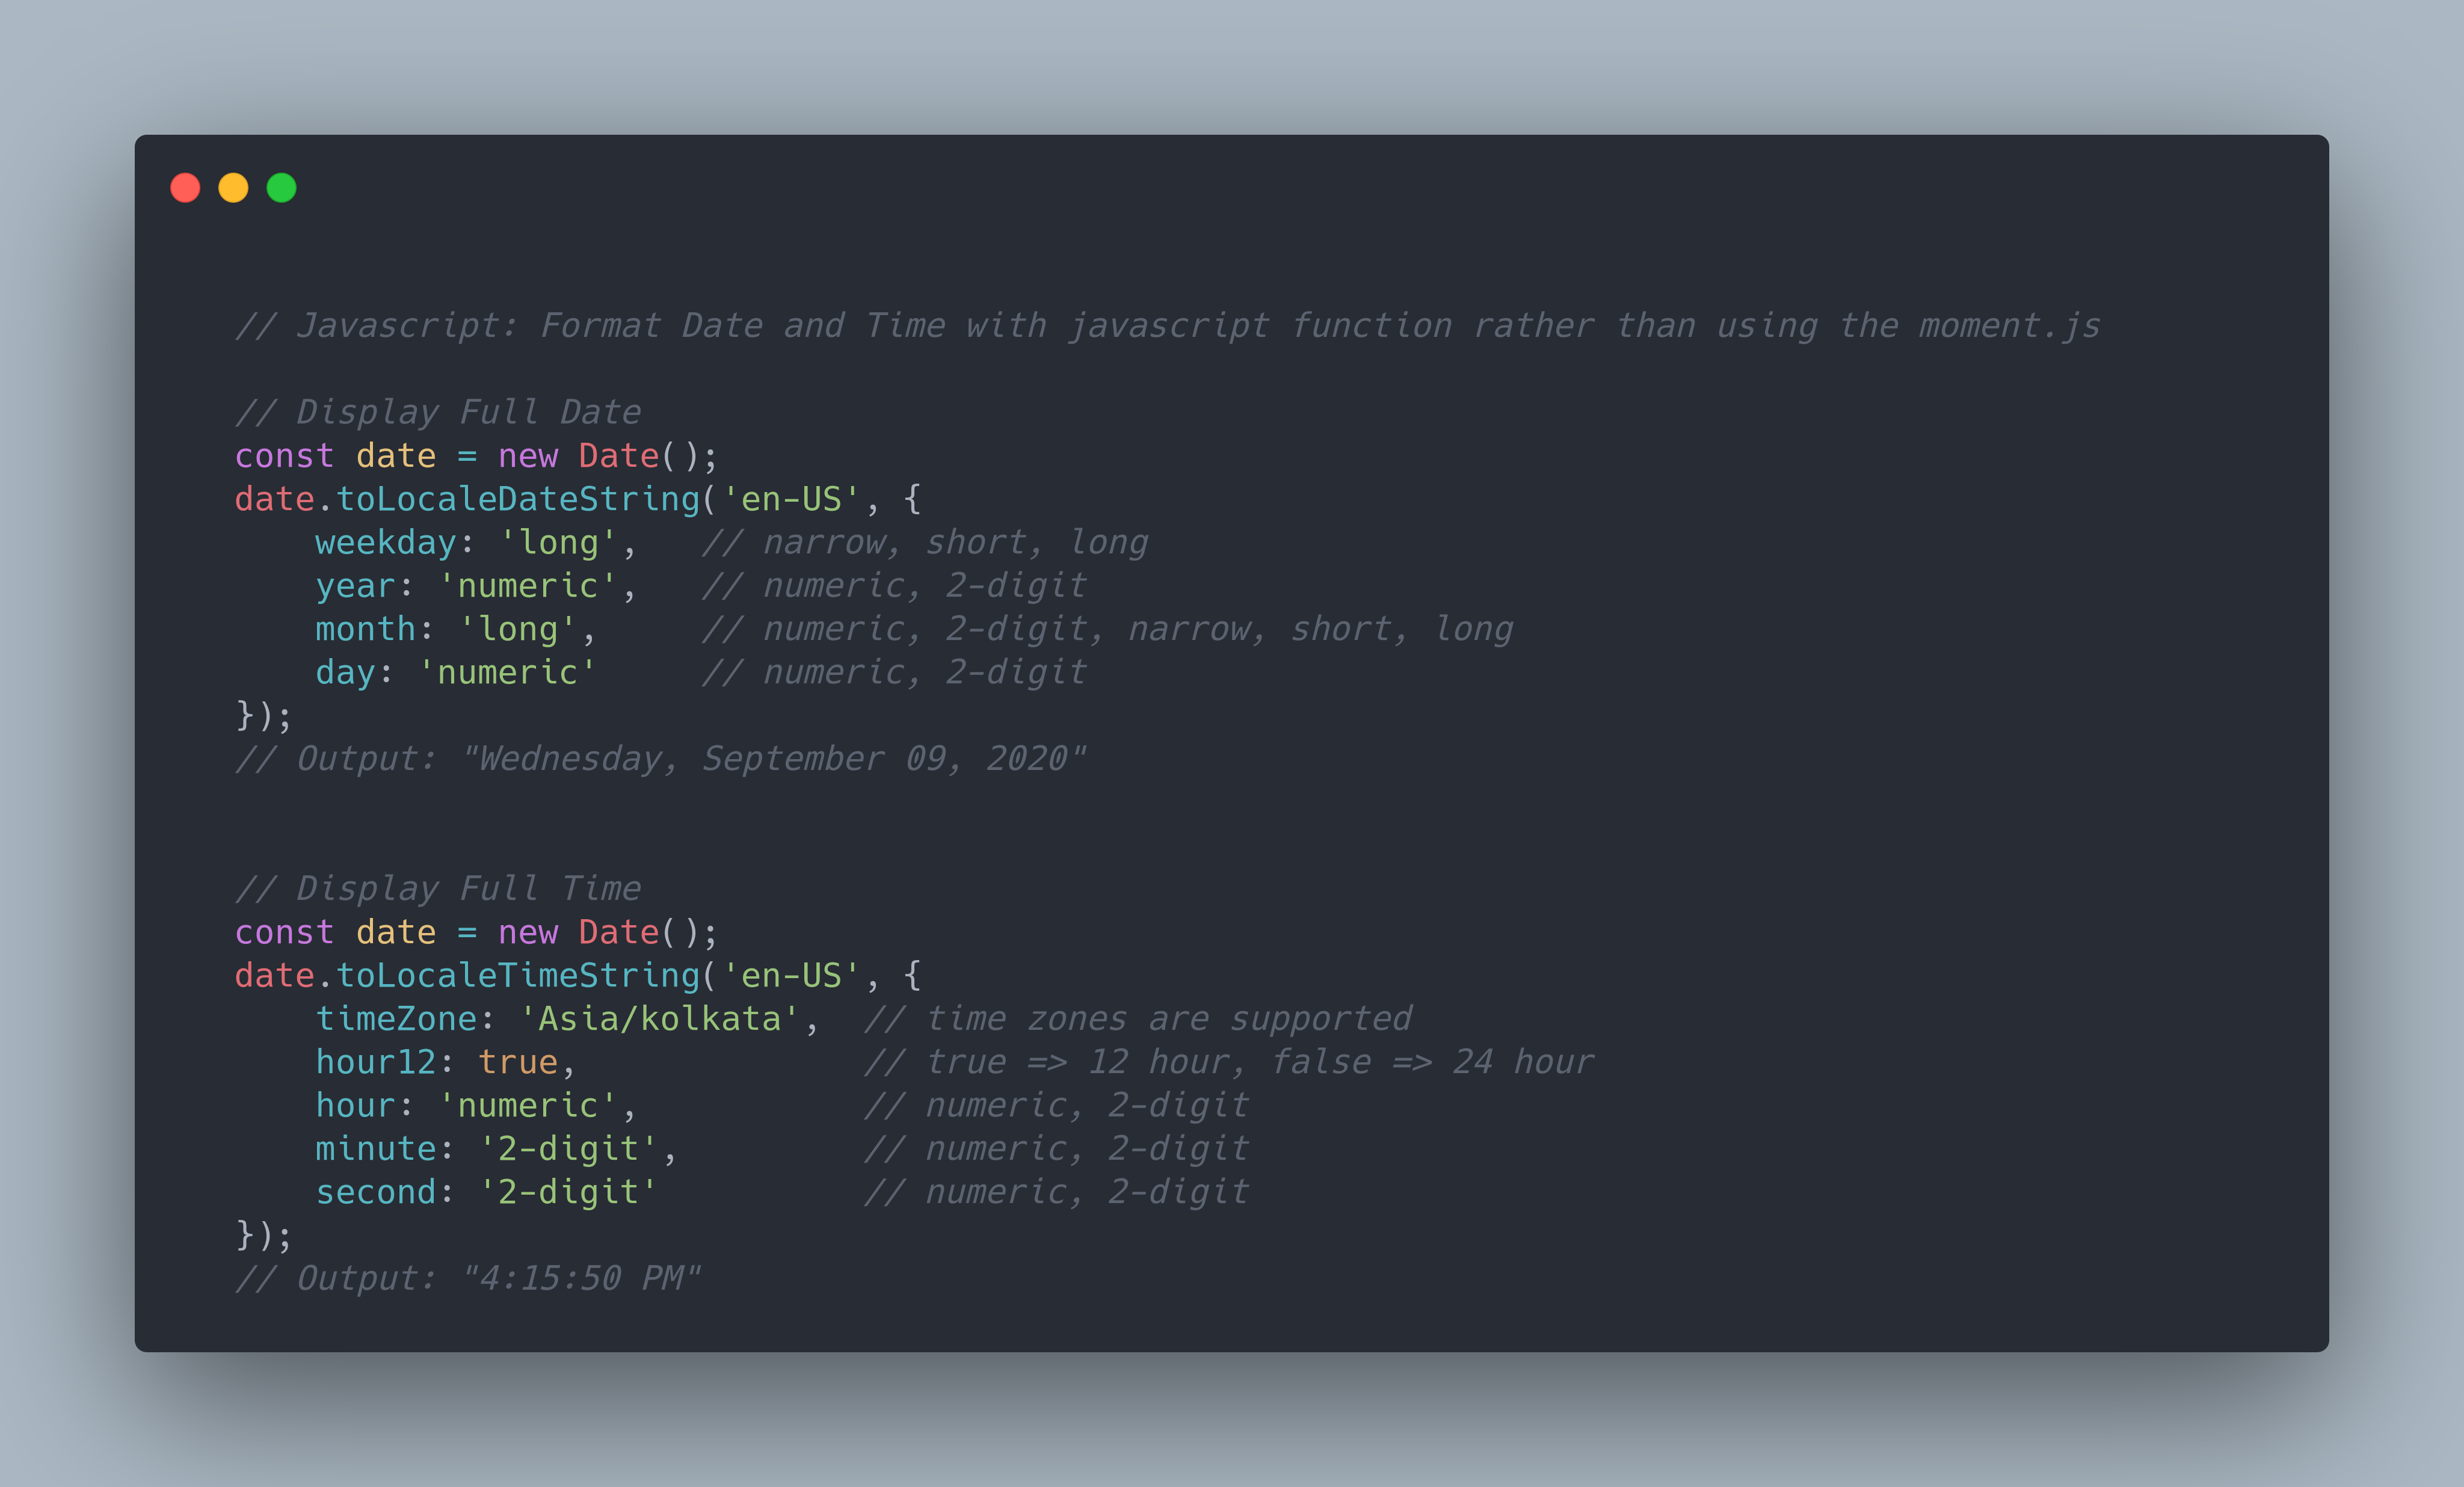 // Javascript: Format Date and Time with javascript function rather than using the moment.js
// Display Full Date
const date = new Date();
date.toLocaleDateString('en-US', {
    weekday: 'long',   // narrow, short, long
    year: 'numeric',   // numeric, 2-digit
    month: 'long',     // numeric, 2-digit, narrow, short, long
    day: 'numeric'     // numeric, 2-digit
});
// Output: "Wednesday, September 09, 2020"
// Display Full Time
const date = new Date();
date.toLocaleTimeString('en-US', {
    timeZone: 'Asia/kolkata',  // time zones are supported
    hour12: true,              // true => 12 hour, false => 24 hour
    hour: 'numeric',           // numeric, 2-digit
    minute: '2-digit',         // numeric, 2-digit
    second: '2-digit'          // numeric, 2-digit
});
// Output: "4:15:50 PM"